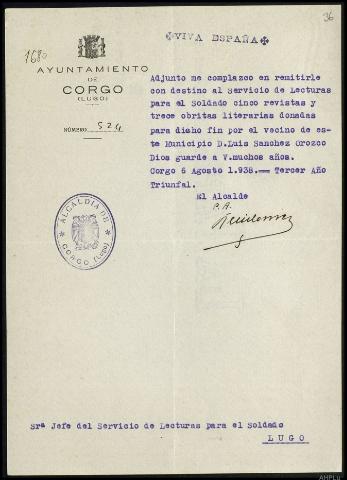 36
✠VIVA ESPAÑA✠
1680
AYUNTAMIENTO
DE
CORGO
(LUGO)
NÚMERO 524
Adjunto me complazco en remitirle
con destino al Servicio de Lecturas
para el Soldado cinco revistas y
trece obritas literarias donadas
para disho fin por el vecino de es-
te Municipio D.Luis Sanchez Orozco
Dios guarde a V.muchos años.
Corgo 6 Agosto 1.938.— Tercer Año
Triunfal.
El Alcalde
P. A.
ALCALDIA DE
CORGO (Lugo)
Srª Jefe del Servicio de Lecturas para el Soldado
LUGO
AHPLu